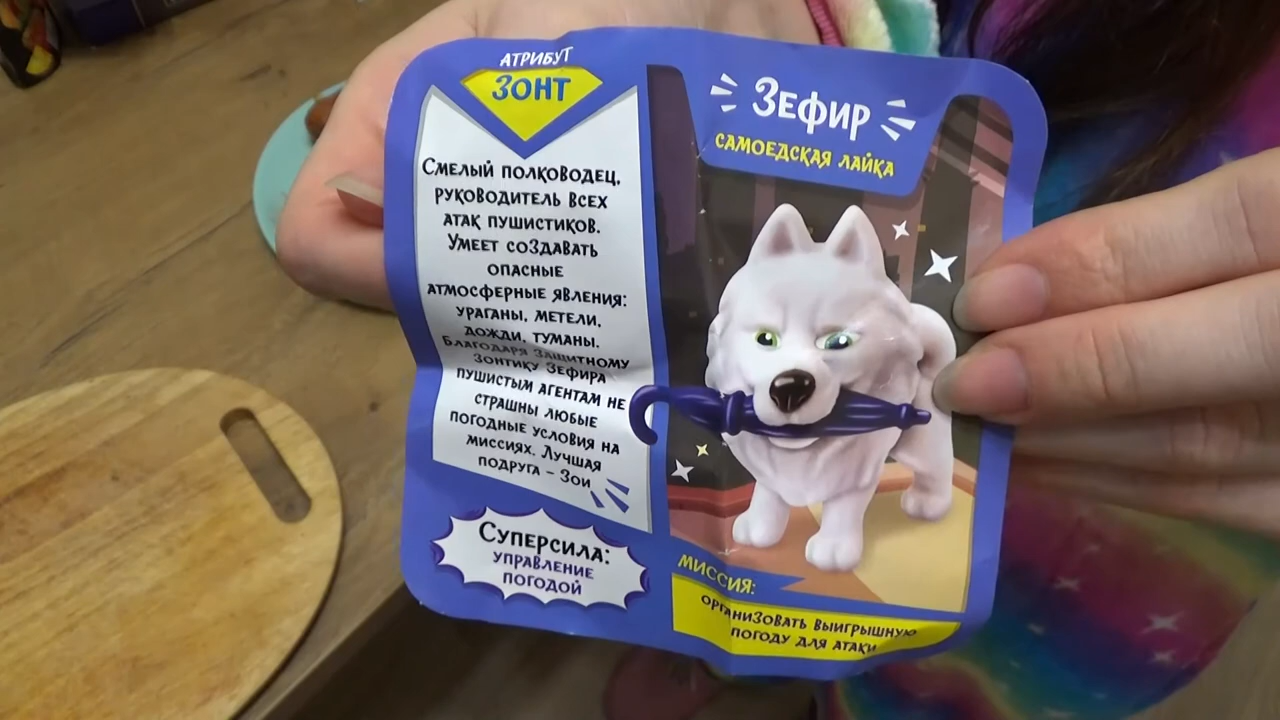 АТРИБУТ
ЗОНТ
Смелый полководец,
руководитель всех
атак пушистиков.
Умеет создавать
опасные
атмосферные явления:
ураганы, метели,
дожди, туманы.
Благодаря защитному
зонтику Зефира
пушистым агентам не
страшны любые
погодные условия на
миссиях. Лучшая
подруга – Зои
Суперсила:
управление
погодой
Зефир
самоедская лайка
миссия:
организовать выигрышную
погоду для атаки